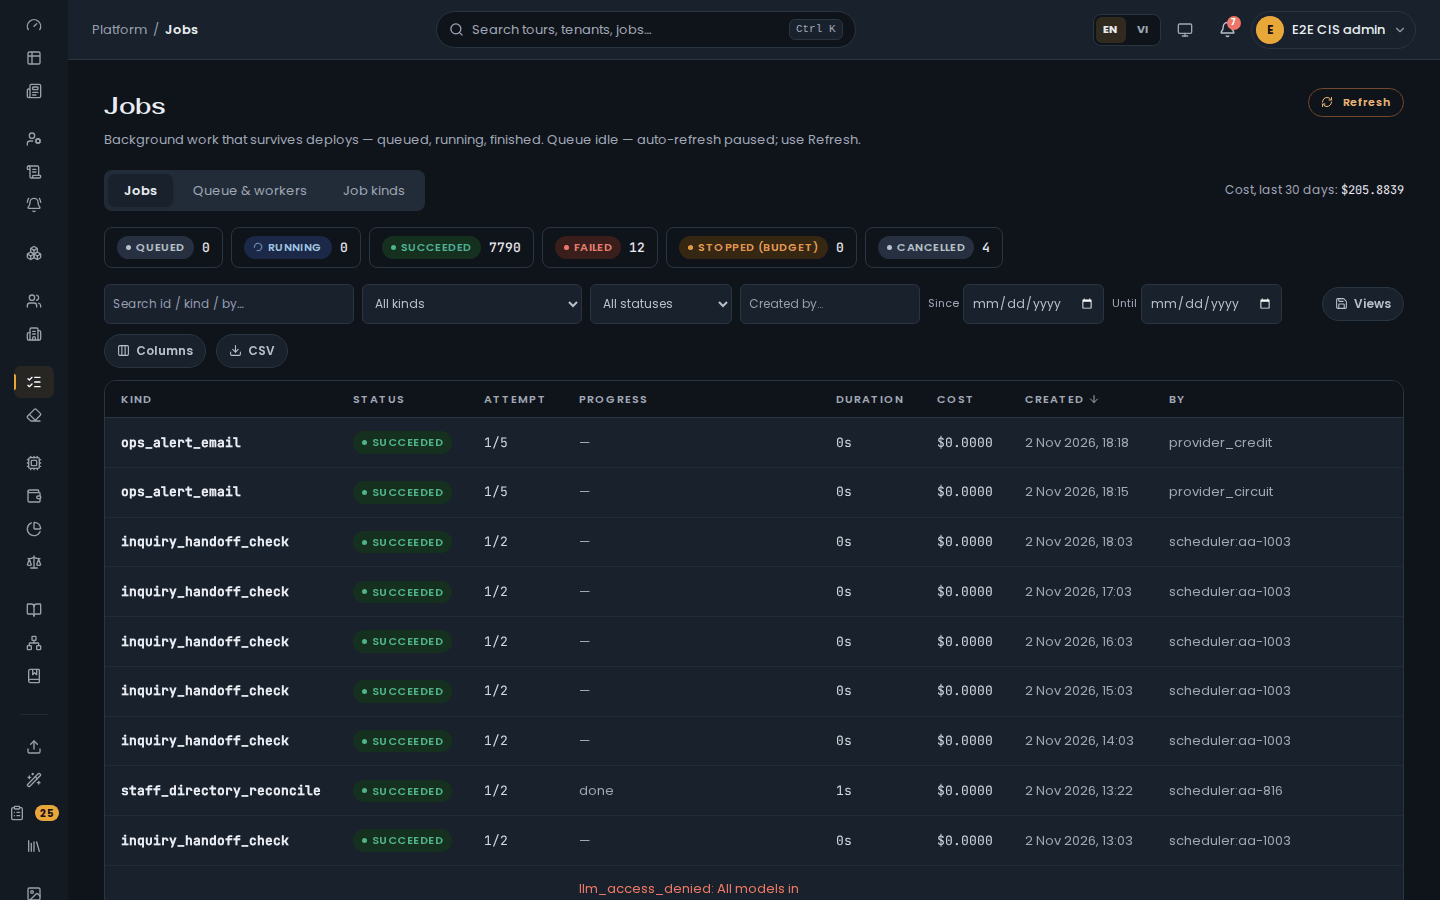 Platform / Jobs
Search tours, tenants, jobs...
Ctrl K
EN
VI
7
E
E2E CIS admin
Jobs
Refresh
Background work that survives deploys — queued, running, finished. Queue idle — auto-refresh paused; use Refresh.
Jobs
Queue & workers
Job kinds
Cost, last 30 days: $205.8839
QUEUED 0
RUNNING 0
SUCCEEDED 7790
FAILED 12
STOPPED (BUDGET) 0
CANCELLED 4
Search id / kind / by...
All kinds
All statuses
Created by...
Since mm/dd/yyyy
Until mm/dd/yyyy
Views
Columns
CSV
KIND STATUS ATTEMPT PROGRESS DURATION COST CREATED ↓ BY
ops_alert_email SUCCEEDED 1/5 — 0s $0.0000 2 Nov 2026, 18:18 provider_credit
ops_alert_email SUCCEEDED 1/5 — 0s $0.0000 2 Nov 2026, 18:15 provider_circuit
inquiry_handoff_check SUCCEEDED 1/2 — 0s $0.0000 2 Nov 2026, 18:03 scheduler:aa-1003
inquiry_handoff_check SUCCEEDED 1/2 — 0s $0.0000 2 Nov 2026, 17:03 scheduler:aa-1003
inquiry_handoff_check SUCCEEDED 1/2 — 0s $0.0000 2 Nov 2026, 16:03 scheduler:aa-1003
inquiry_handoff_check SUCCEEDED 1/2 — 0s $0.0000 2 Nov 2026, 15:03 scheduler:aa-1003
inquiry_handoff_check SUCCEEDED 1/2 — 0s $0.0000 2 Nov 2026, 14:03 scheduler:aa-1003
staff_directory_reconcile SUCCEEDED 1/2 done 1s $0.0000 2 Nov 2026, 13:22 scheduler:aa-816
inquiry_handoff_check SUCCEEDED 1/2 — 0s $0.0000 2 Nov 2026, 13:03 scheduler:aa-1003
llm_access_denied: All models in
25